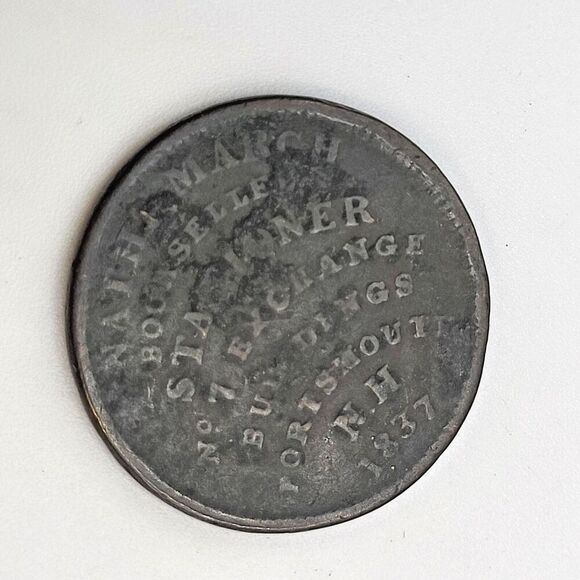 NATH. MARCH
BOOKSELLER
STATIONER
No 7 EXCHANGE
BUILDINGS
PORTSMOUTH
N.H
1837